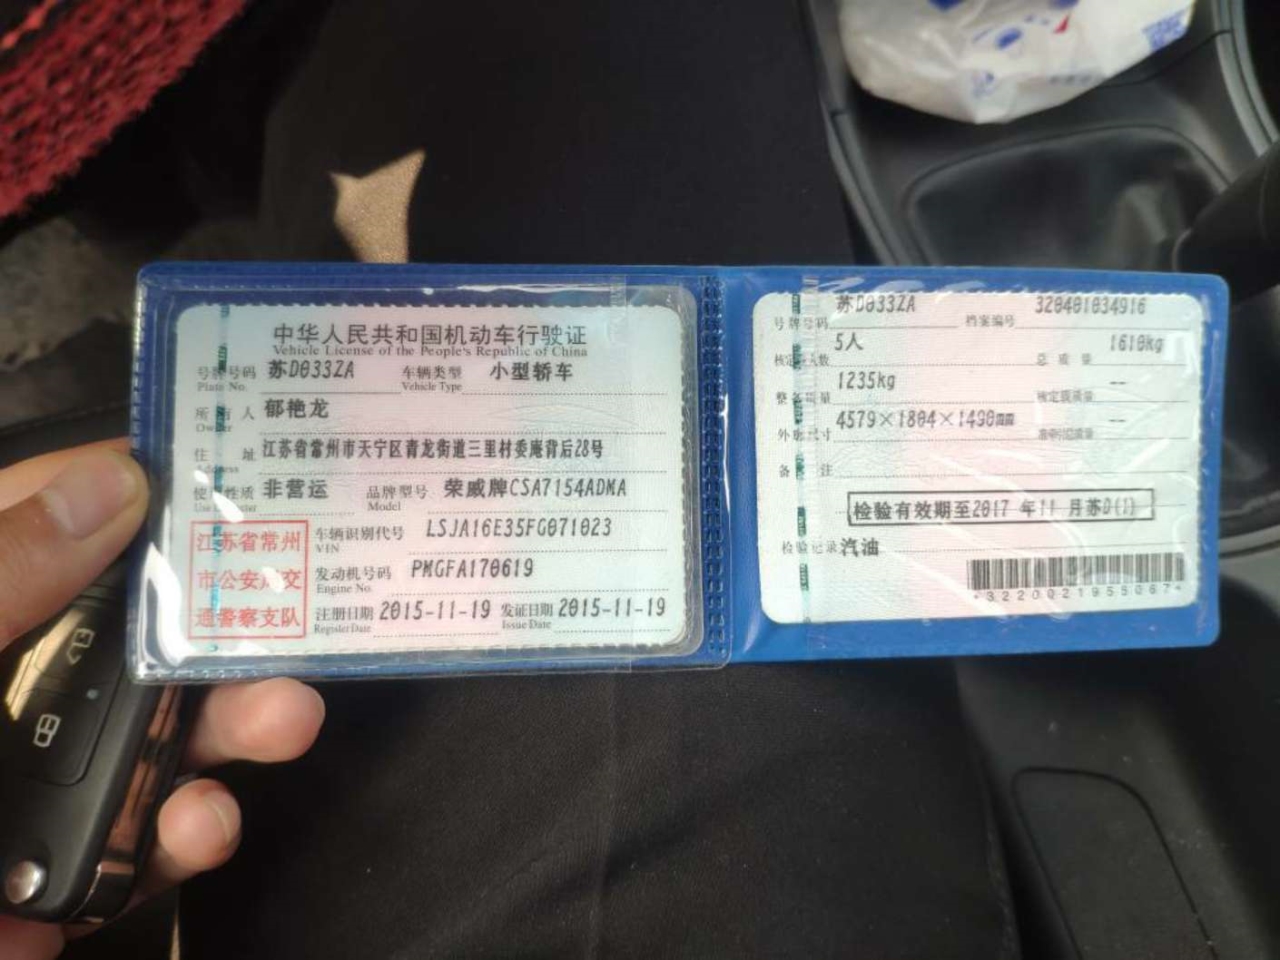 中华人民共和国机动车行驶证
Vehicle License of the People's Republic of China
号牌号码 苏D033ZA 车辆类型 小型轿车
Plate No. Vehicle Type
所有人 郁艳龙
Owner
住址 江苏省常州市天宁区青龙街道三里村委庵背后28号
Address
使用性质 非营运 品牌型号 荣威牌CSA7154ADMA
Use Character Model
江苏省常州
市公安局交
通警察支队
车辆识别代号 LSJA16E35FG071023
VIN
发动机号码 PMGFA170619
Engine No.
注册日期 2015-11-19 发证日期 2015-11-19
Register Date Issue Date
号牌号码 苏D033ZA 档案编号 320401034916
核定人数 5人 总质量 1610kg
整备质量 1235kg 核定载质量 --
外廓尺寸 4579×1804×1490mm 准牵引总质量 --
备注
检验有效期至2017年11月苏D(1)
检验记录 汽油
*3220021955067*